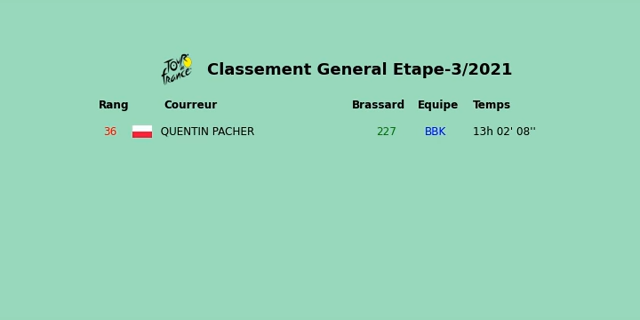 Tour de France Classement General Etape-3/2021
Rang Courreur Brassard Equipe Temps
36 QUENTIN PACHER 227 BBK 13h 02' 08''